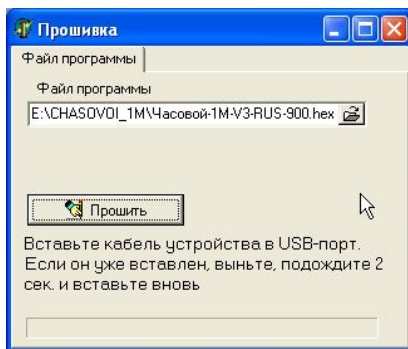 Прошивка
Файл программы
Файл программы
E:\CHASOVOI_1M\Часовой-1М-V3-RUS-900.hex
Прошить
Вставьте кабель устройства в USB-порт.
Если он уже вставлен, выньте, подождите 2
сек. и вставьте вновь